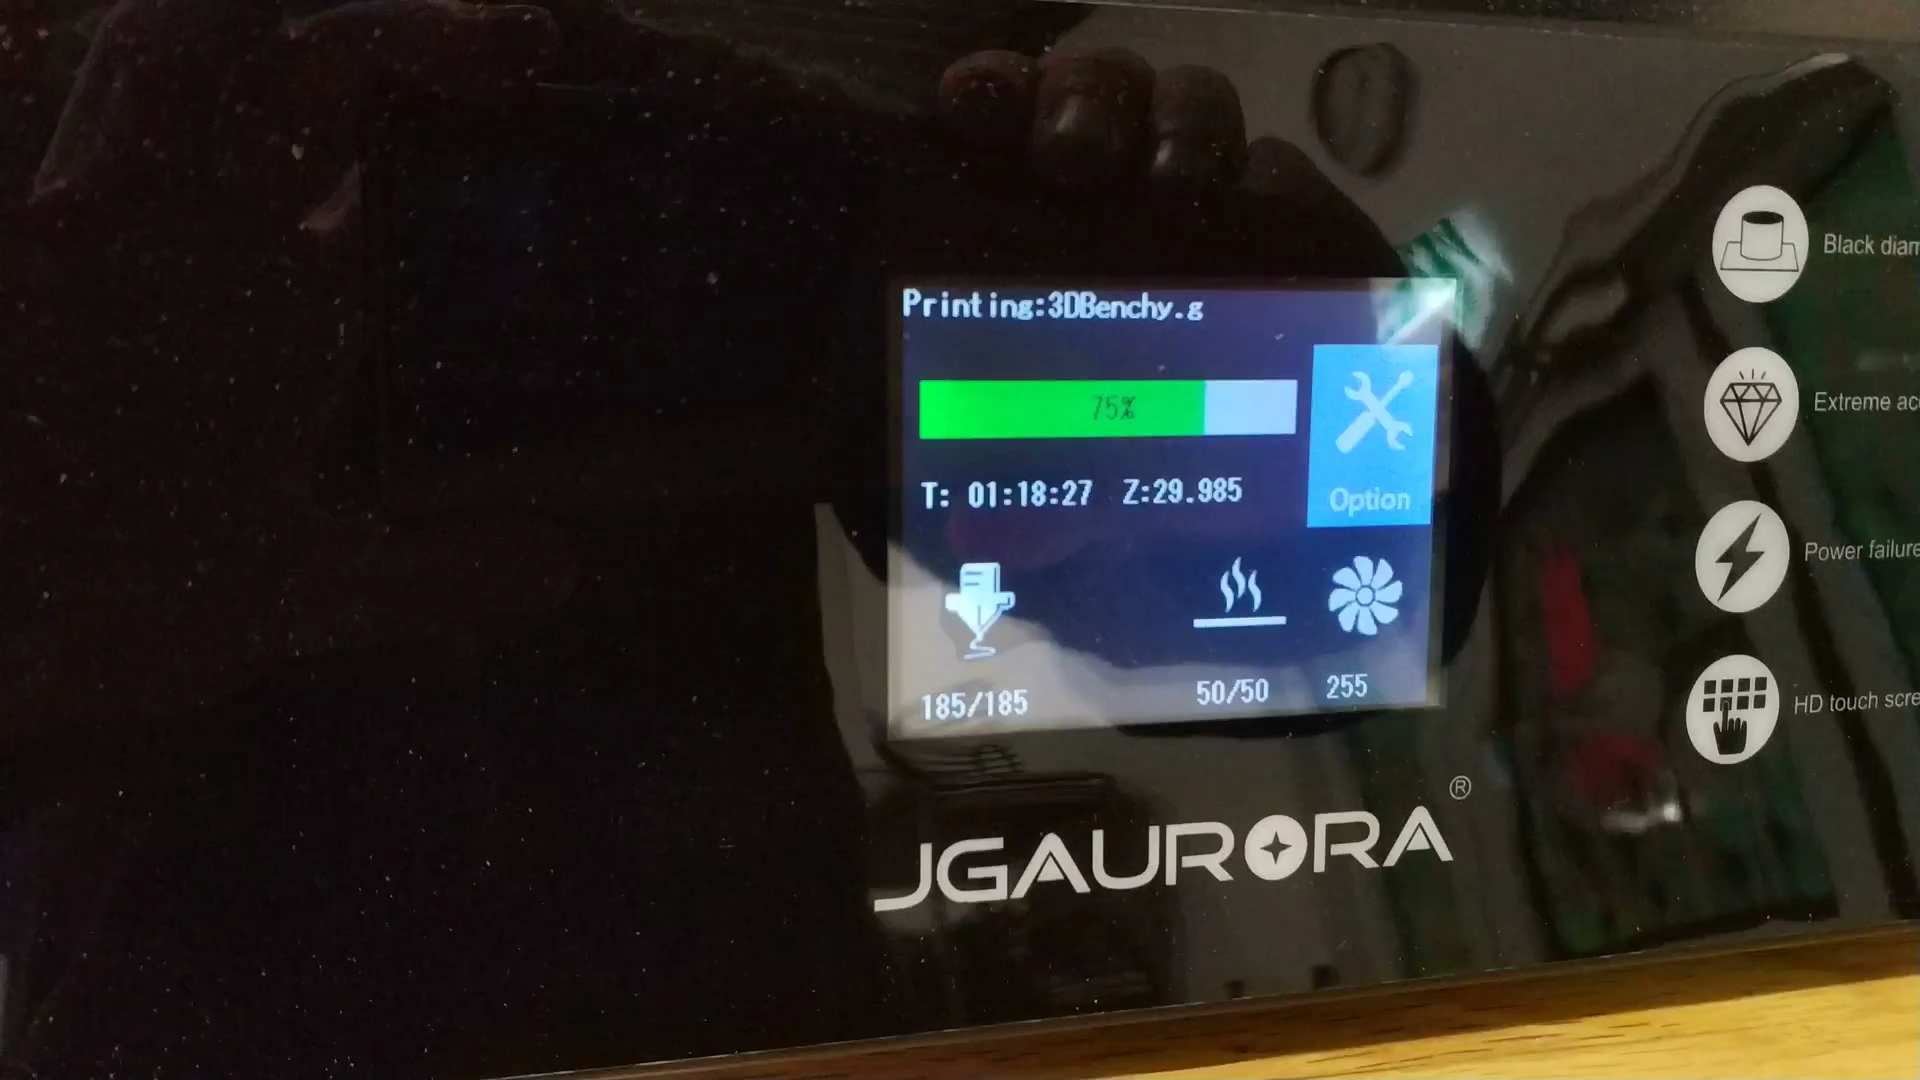 Printing:3DBenchy.g
75%
T: 01:18:27 Z:29.985
Option
185/185
50/50
255
JGAURORA
®
Black diam
Extreme acc
Power failure
HD touch scre